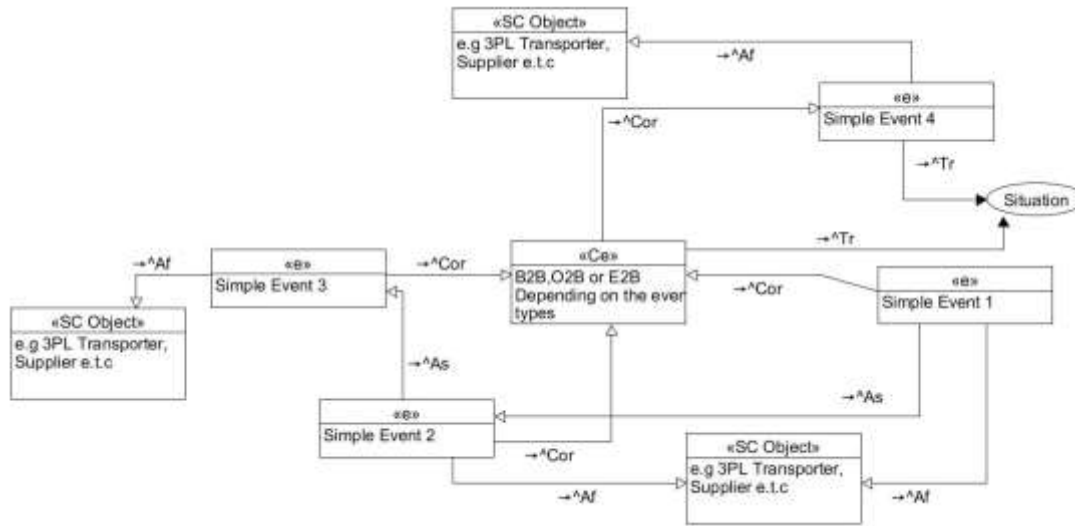 «SC Object»
e.g 3PL Transporter,
Supplier e.t.c
→^Af
«e»
Simple Event 4
→^Cor
→^Tr
Situation
→^Tr
«Ce»
B2B,O2B or E2B
Depending on the ever
types
→^Af
«e»
Simple Event 3
→^Cor
→^Cor
«e»
Simple Event 1
«SC Object»
e.g 3PL Transporter,
Supplier e.t.c
→^As
→^As
«e»
Simple Event 2
→^Cor
«SC Object»
e.g 3PL Transporter,
Supplier e.t.c
→^Af
→^Af